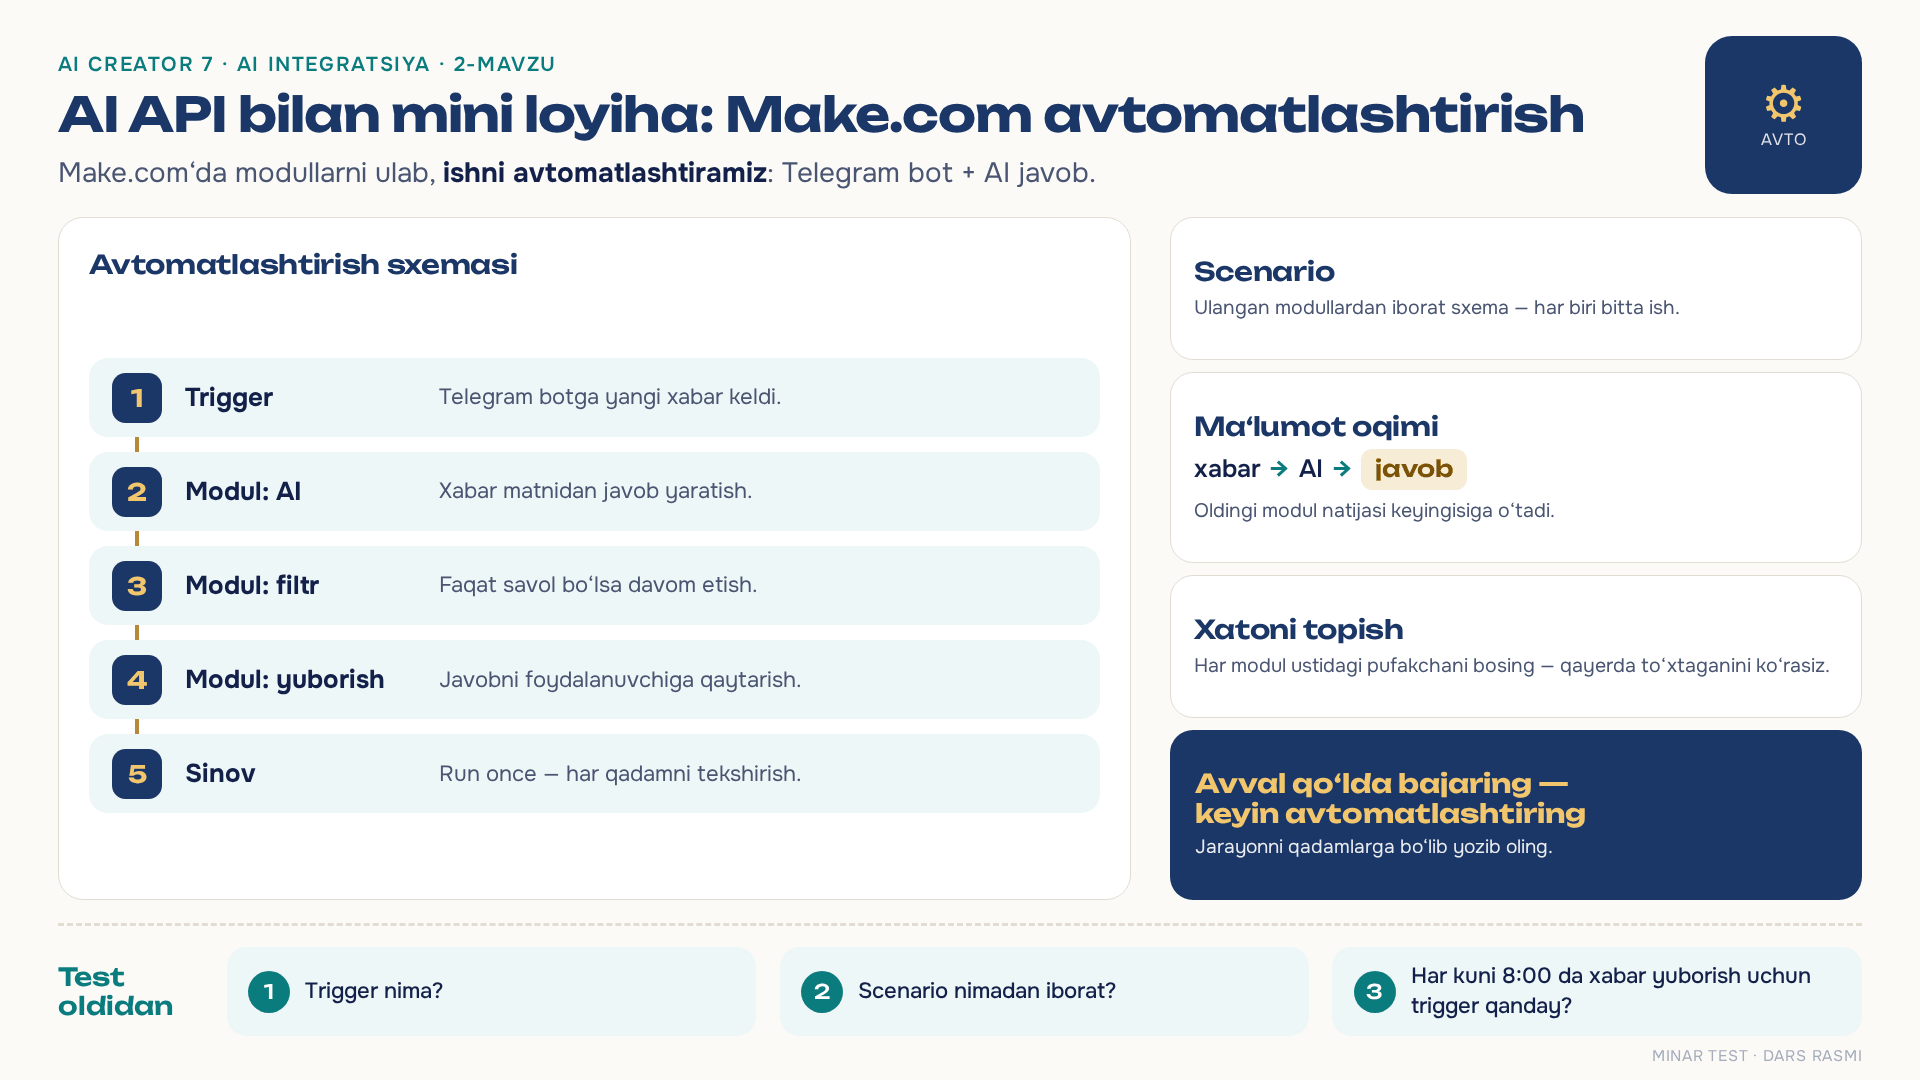 AI CREATOR 7 · AI INTEGRATSIYA · 2-MAVZU
AI API bilan mini loyiha: Make.com avtomatlashtirish
Make.com‘da modullarni ulab, ishni avtomatlashtiramiz: Telegram bot + AI javob.
AVTO
Avtomatlashtirish sxemasi
1 Trigger Telegram botga yangi xabar keldi.
2 Modul: AI Xabar matnidan javob yaratish.
3 Modul: filtr Faqat savol bo‘lsa davom etish.
4 Modul: yuborish Javobni foydalanuvchiga qaytarish.
5 Sinov Run once — har qadamni tekshirish.
Scenario
Ulangan modullardan iborat sxema — har biri bitta ish.
Ma‘lumot oqimi
xabar → AI → javob
Oldingi modul natijasi keyingisiga o‘tadi.
Xatoni topish
Har modul ustidagi pufakchani bosing — qayerda to‘xtaganini ko‘rasiz.
Avval qo‘lda bajaring —
keyin avtomatlashtiring
Jarayonni qadamlarga bo‘lib yozib oling.
Test
oldidan
1 Trigger nima?
2 Scenario nimadan iborat?
3 Har kuni 8:00 da xabar yuborish uchun
trigger qanday?
MINAR TEST · DARS RASMI